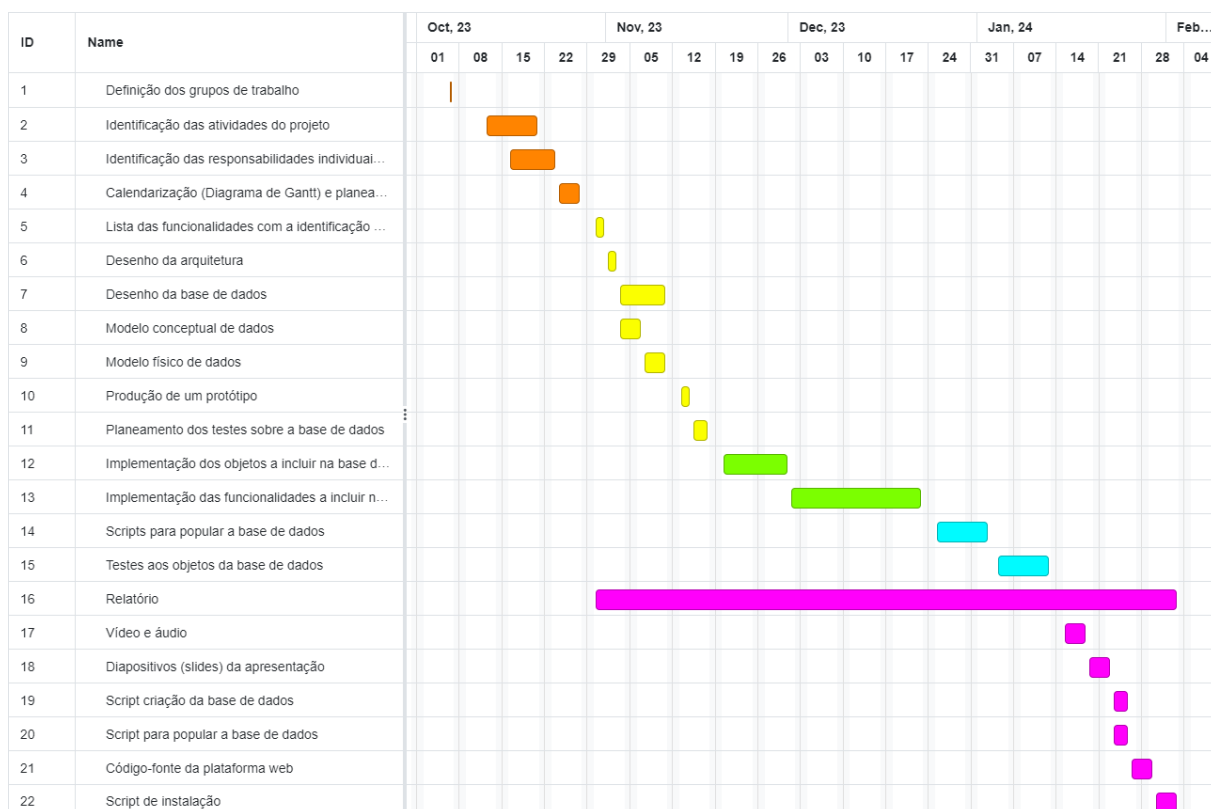 ID Name Oct, 23 Nov, 23 Dec, 23 Jan, 24 Feb...
01 08 15 22 29 05 12 19 26 03 10 17 24 31 07 14 21 28 04
1 Definição dos grupos de trabalho
2 Identificação das atividades do projeto
3 Identificação das responsabilidades individuai...
4 Calendarização (Diagrama de Gantt) e planea...
5 Lista das funcionalidades com a identificação ...
6 Desenho da arquitetura
7 Desenho da base de dados
8 Modelo conceptual de dados
9 Modelo físico de dados
10 Produção de um protótipo
11 Planeamento dos testes sobre a base de dados
12 Implementação dos objetos a incluir na base d...
13 Implementação das funcionalidades a incluir n...
14 Scripts para popular a base de dados
15 Testes aos objetos da base de dados
16 Relatório
17 Vídeo e áudio
18 Diapositivos (slides) da apresentação
19 Script criação da base de dados
20 Script para popular a base de dados
21 Código-fonte da plataforma web
22 Script de instalação